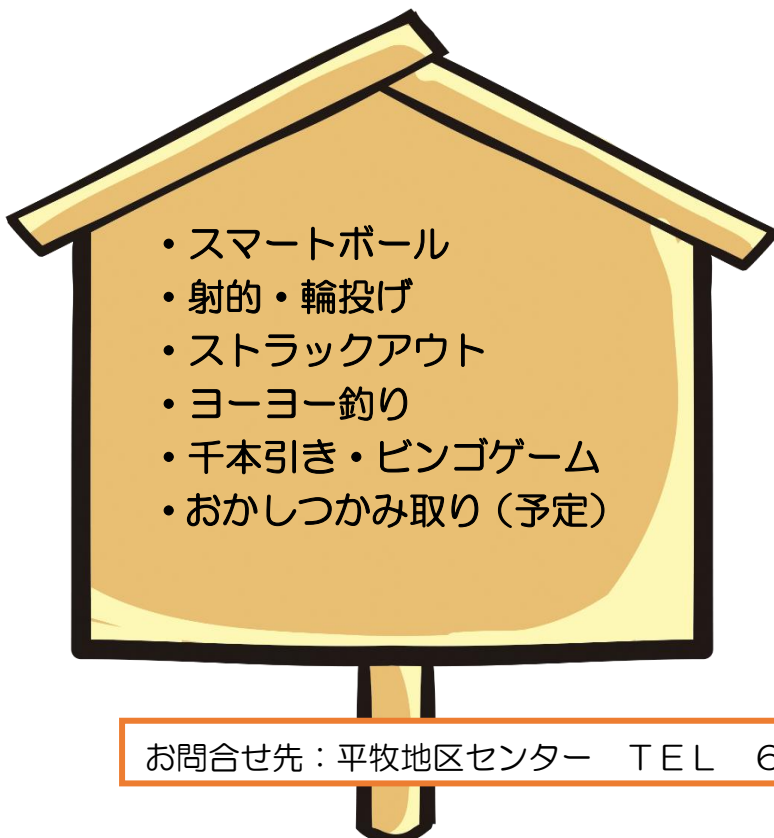 ・スマートボール
・射的・輪投げ
・ストラックアウト
・ヨーヨー釣り
・千本引き・ビンゴゲーム
・おかしつかみ取り（予定）
お問合せ先：平牧地区センター　ＴＥＬ　６